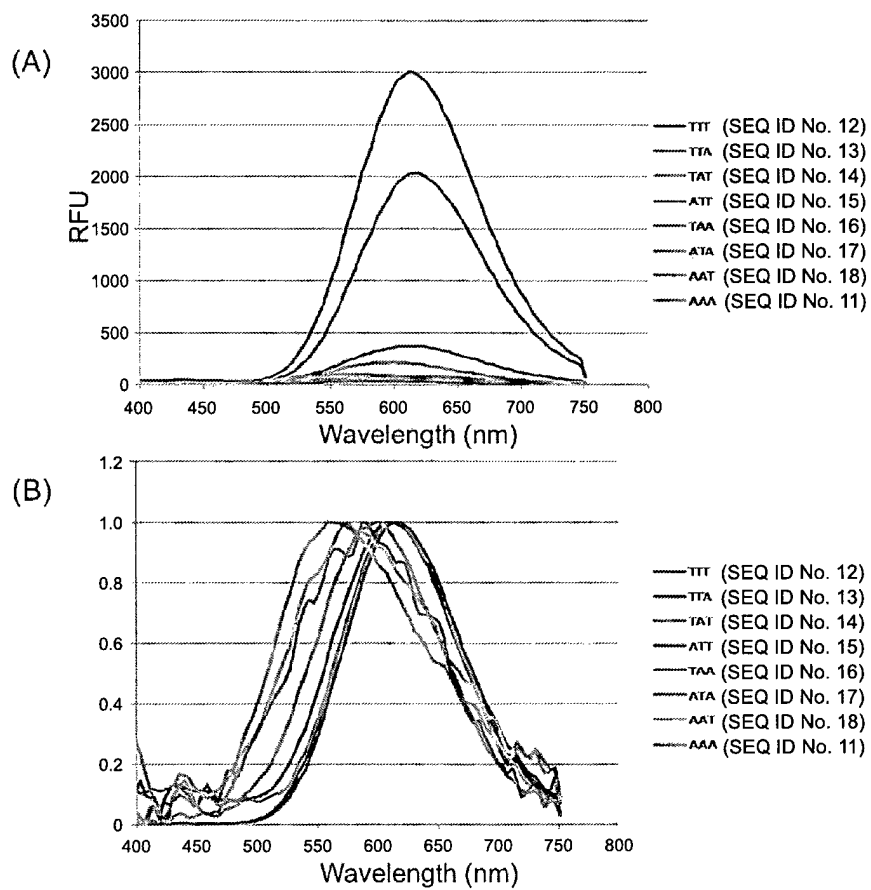 (A)
3500
3000
2500
2000
1500
1000
500
0
RFU
400 450 500 550 600 650 700 750 800
Wavelength (nm)
TTT (SEQ ID No. 12)
TTA (SEQ ID No. 13)
TAT (SEQ ID No. 14)
ATT (SEQ ID No. 15)
TAA (SEQ ID No. 16)
ATA (SEQ ID No. 17)
AAT (SEQ ID No. 18)
AAA (SEQ ID No. 11)
(B)
1.2
1.0
0.8
0.6
0.4
0.2
0
400 450 500 550 600 650 700 750 800
Wavelength (nm)
TTT (SEQ ID No. 12)
TTA (SEQ ID No. 13)
TAT (SEQ ID No. 14)
ATT (SEQ ID No. 15)
TAA (SEQ ID No. 16)
ATA (SEQ ID No. 17)
AAT (SEQ ID No. 18)
AAA (SEQ ID No. 11)